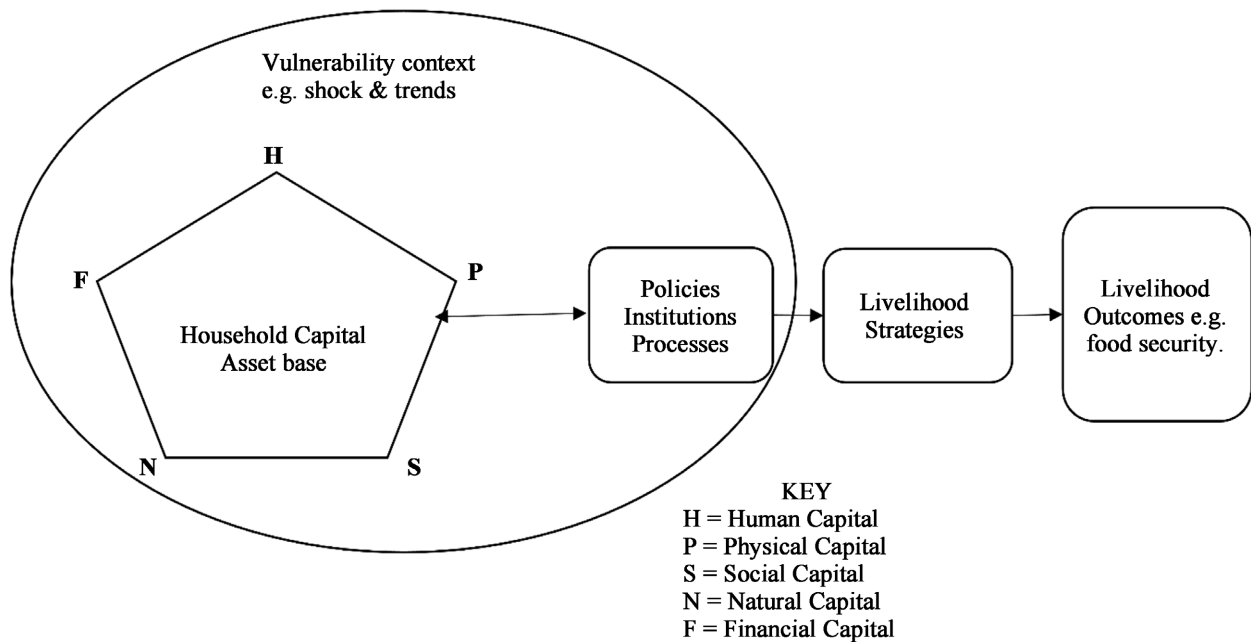 Vulnerability context
e.g. shock & trends
H
F
P
Household Capital
Asset base
N
S
Policies
Institutions
Processes
Livelihood
Strategies
Livelihood
Outcomes e.g.
food security.
KEY
H = Human Capital
P = Physical Capital
S = Social Capital
N = Natural Capital
F = Financial Capital